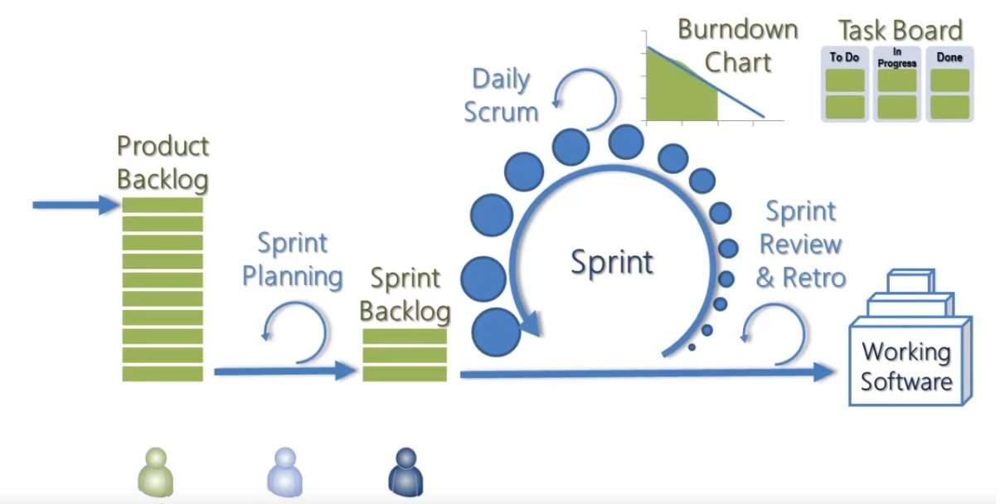 Burndown
Chart
Task Board
To Do
In
Progress
Done
Daily
Scrum
Product
Backlog
Sprint
Planning
Sprint
Backlog
Sprint
Sprint
Review
& Retro
Working
Software